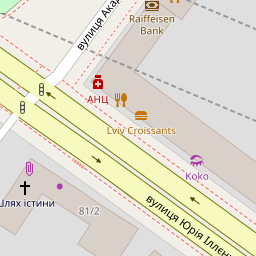 вулиця Ака
Raiffeisen
Bank
АНЦ
Lviv Croissants
Koko
Шлях істини
81/2
вулиця Юрія Іллєн